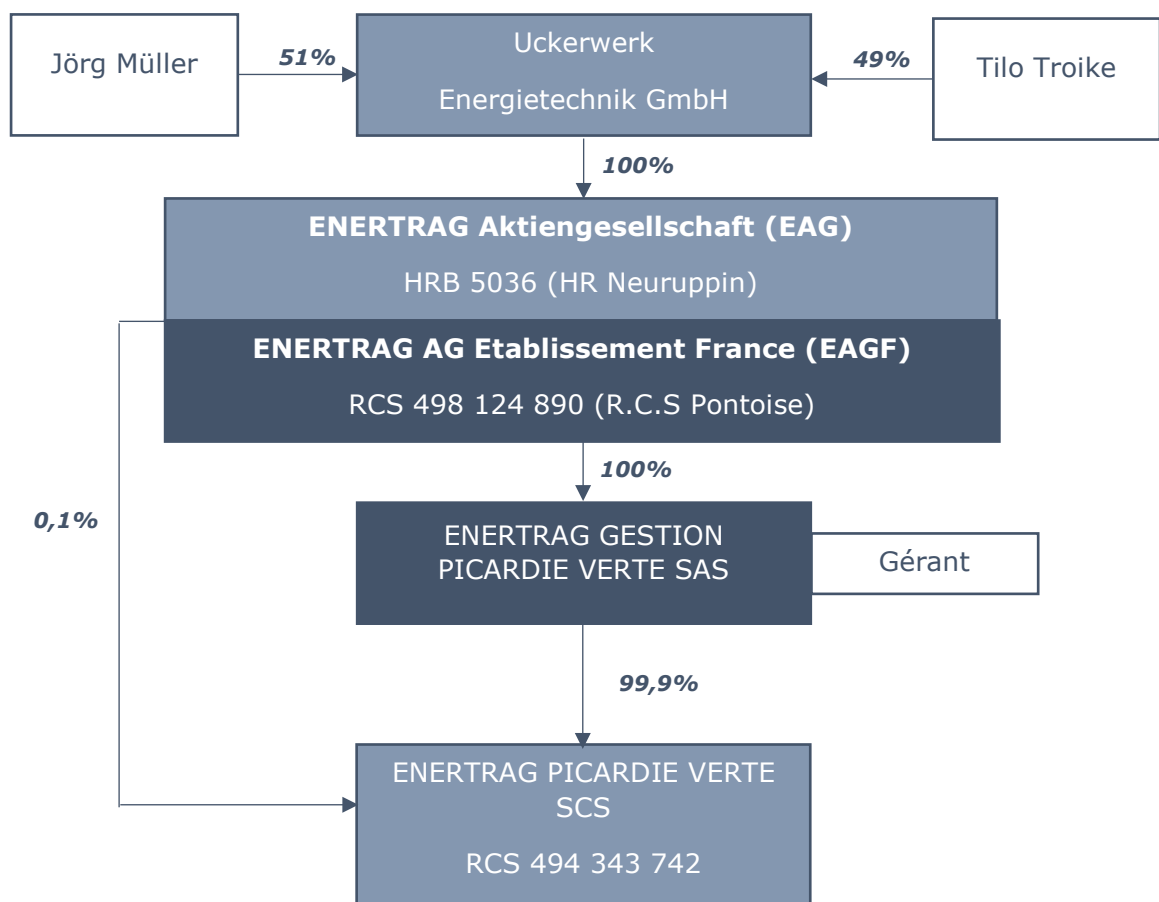 Jörg Müller
51%
Uckerwerk
Energietechnik GmbH
49%
Tilo Troike
100%
ENERTRAG Aktiengesellschaft (EAG)
HRB 5036 (HR Neuruppin)
ENERTRAG AG Etablissement France (EAGF)
RCS 498 124 890 (R.C.S Pontoise)
100%
0,1%
ENERTRAG GESTION
PICARDIE VERTE SAS
Gérant
99,9%
ENERTRAG PICARDIE VERTE
SCS
RCS 494 343 742